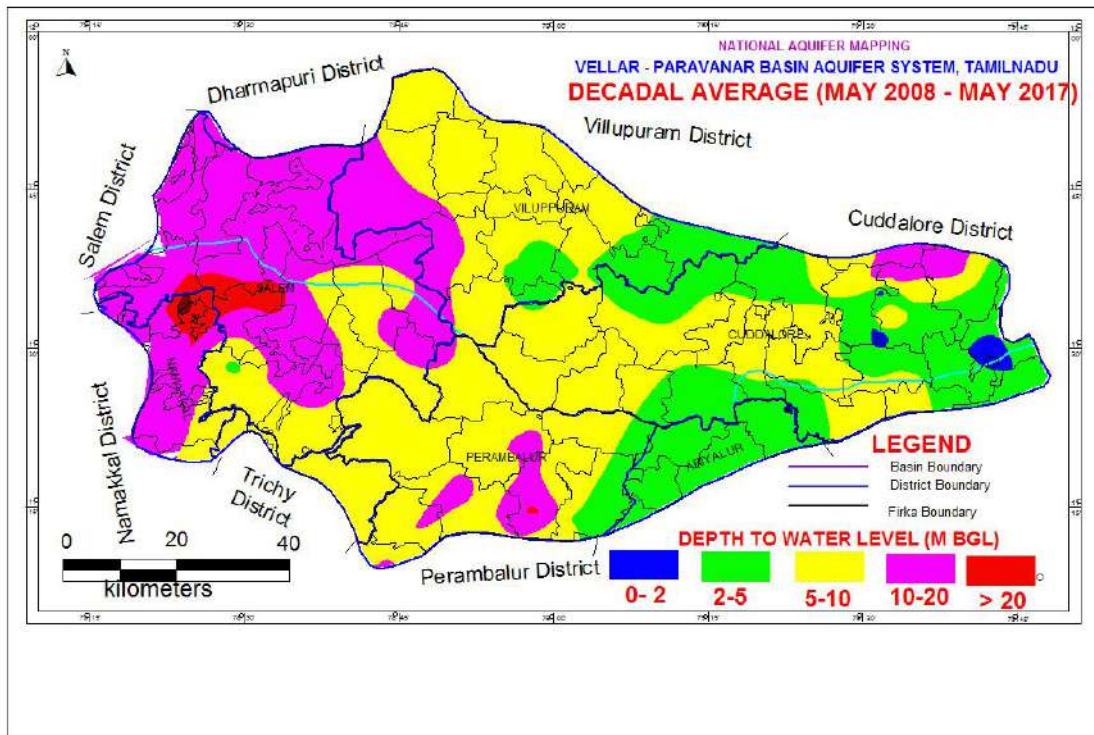 NATIONAL AQUIFER MAPPING
VELLAR - PARAVANAR BASIN AQUIFER SYSTEM, TAMILNADU
DECADAL AVERAGE (MAY 2008 - MAY 2017)
N
Dharmapuri District
Villupuram District
Salem District
Cuddalore District
VILUPPURAM
SALEM
CUDDALORE
Namakkal District
PERAMBALUR
ARIYALUR
Trichy
District
Perambalur District
LEGEND
Basin Boundary
District Boundary
Firka Boundary
0 20 40
kilometers
DEPTH TO WATER LEVEL (M BGL)
0- 2 2-5 5-10 10-20 > 20